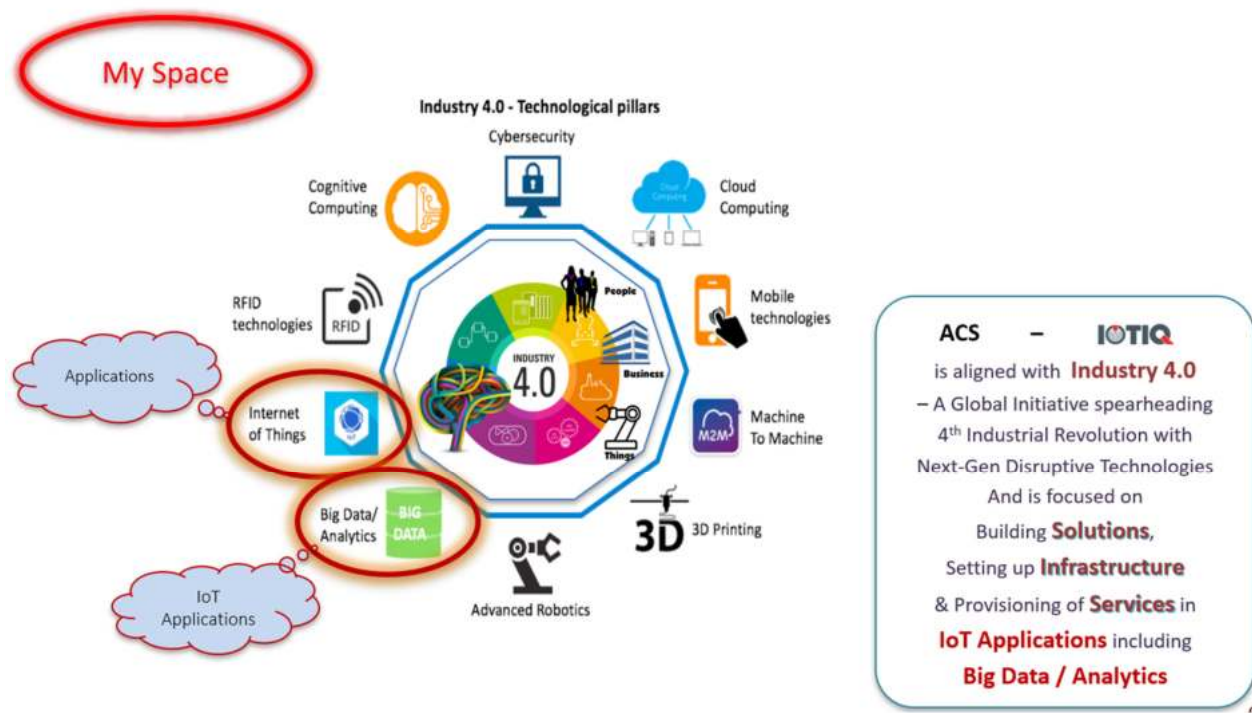 My Space
Industry 4.0 - Technological pillars
Cybersecurity
Cognitive
Computing
Cloud
Computing
Cloud
Computing
RFID
technologies
RFID
People
Mobile
technologies
Applications
INDUSTRY
4.0
Business
Internet
of Things
IoT
Things
M2M
Machine
To Machine
Big Data/
Analytics
BIG
DATA
3D
3D Printing
IoT
Applications
Advanced Robotics
ACS – IOTIQ
is aligned with Industry 4.0
– A Global Initiative spearheading
4th Industrial Revolution with
Next-Gen Disruptive Technologies
And is focused on
Building Solutions,
Setting up Infrastructure
& Provisioning of Services in
IoT Applications including
Big Data / Analytics